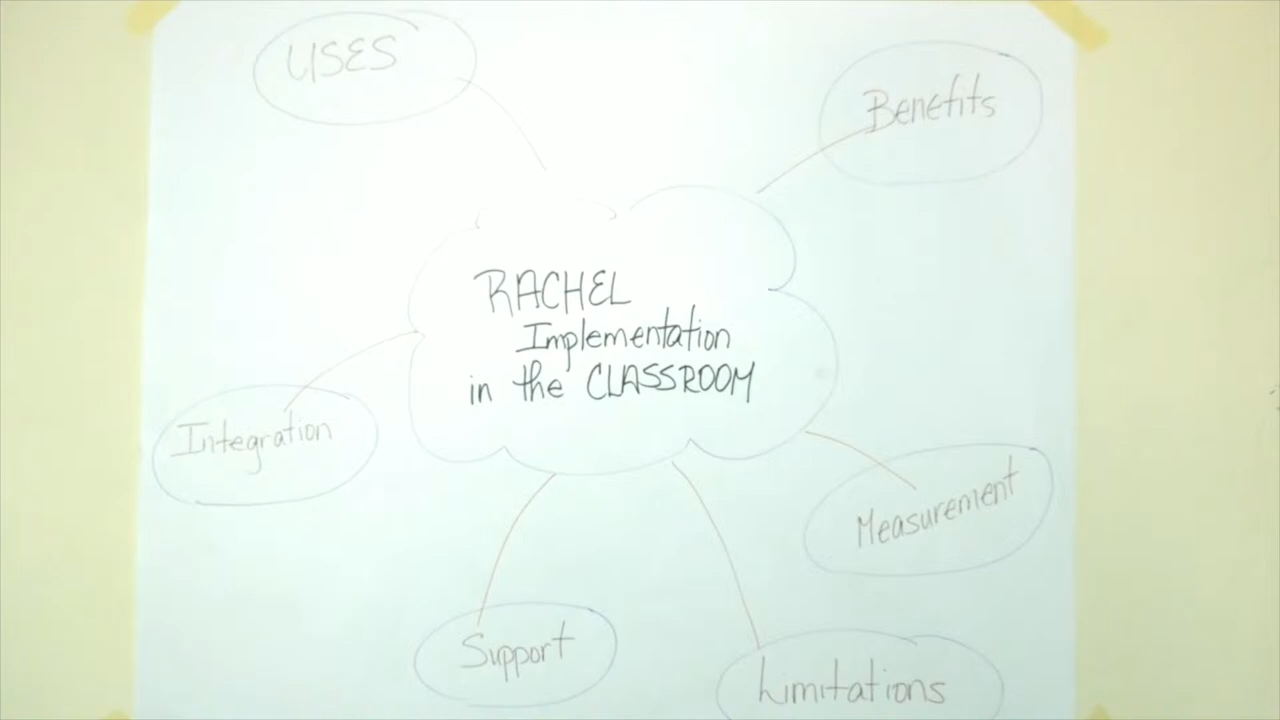 USES
Benefits
RACHEL
Implementation
in the CLASSROOM
Integration
Measurement
Support
Limitations